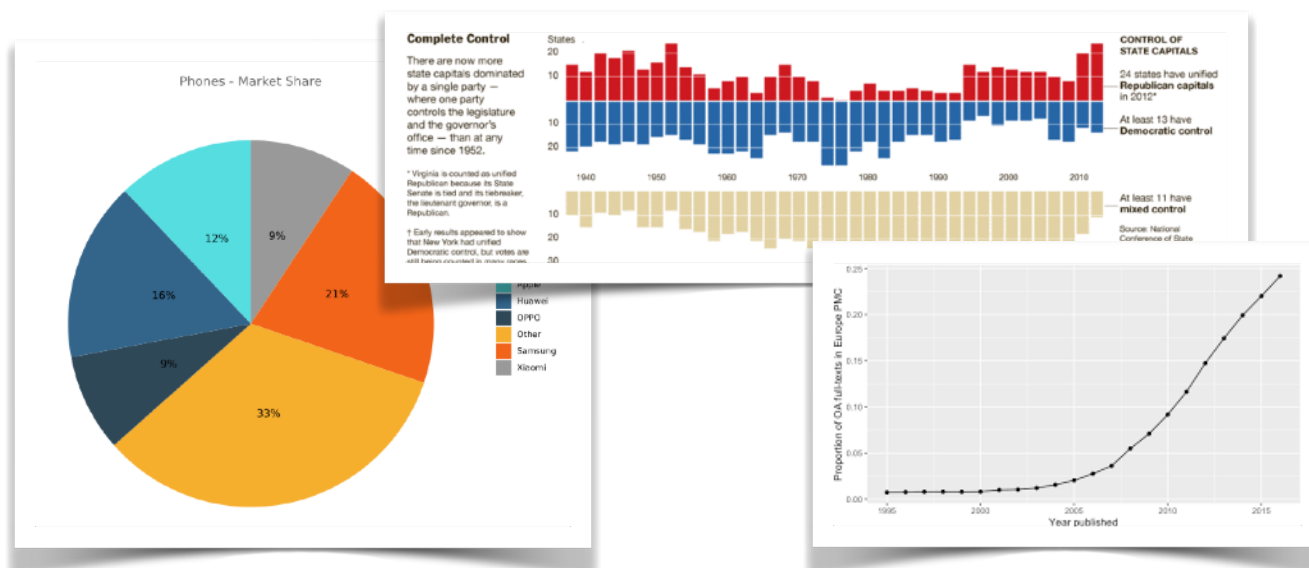 Phones - Market Share
12%
9%
16%
21%
9%
33%
Apple
Huawei
OPPO
Other
Samsung
Xiaomi
Complete Control
There are now more
state capitals dominated
by a single party —
where one party
controls the legislature
and the governor's
office — than at any
time since 1952.
* Virginia is counted as unified
Republican because its State
Senate is tied and its tiebreaker,
the lieutenant governor, is a
Republican.
† Early results appeared to show
that New York had unified
Democratic control, but votes are
still being counted in many races
States
20
10
10
20
1940 1950 1960 1970 1980 1990 2000 2010
10
20
30
CONTROL OF
STATE CAPITALS
24 states have unified
Republican capitals
in 2012*
At least 13 have
Democratic control
At least 11 have
mixed control
Source: National
Conference of State
Proportion of OA full-texts in Europe PMC
0.25
0.20
0.15
0.10
0.05
0.00
1995 2000 2005 2010 2015
Year published